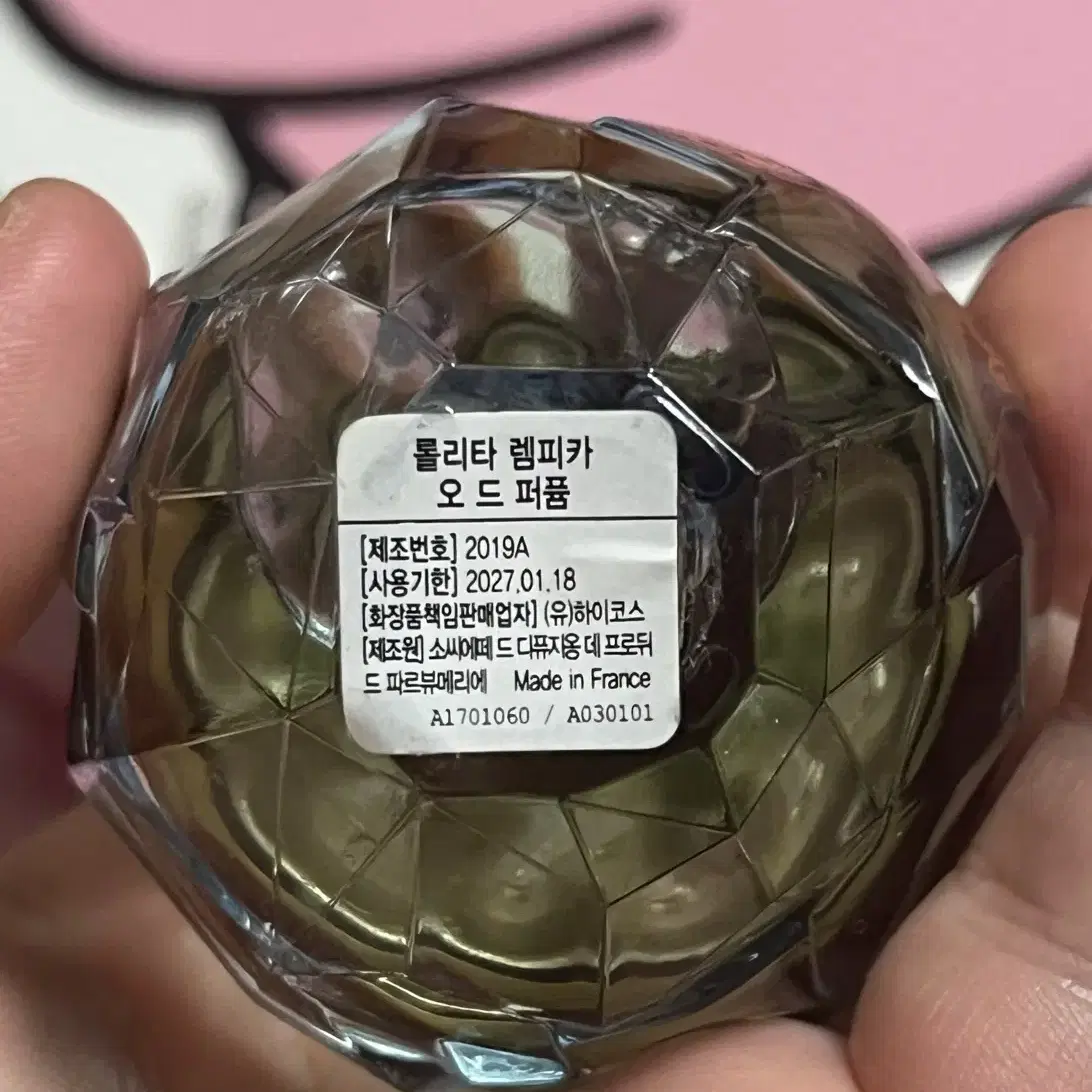 롤리타 렘피카
오 드 퍼퓸
[제조번호] 2019A
[사용기한] 2027.01.18
[화장품책임판매업자] (유)하이코스
[제조원] 소씨에떼 드 디퓨지옹 데 프로뒤
드 파르뷰메리에 Made in France
A1701060 / A030101